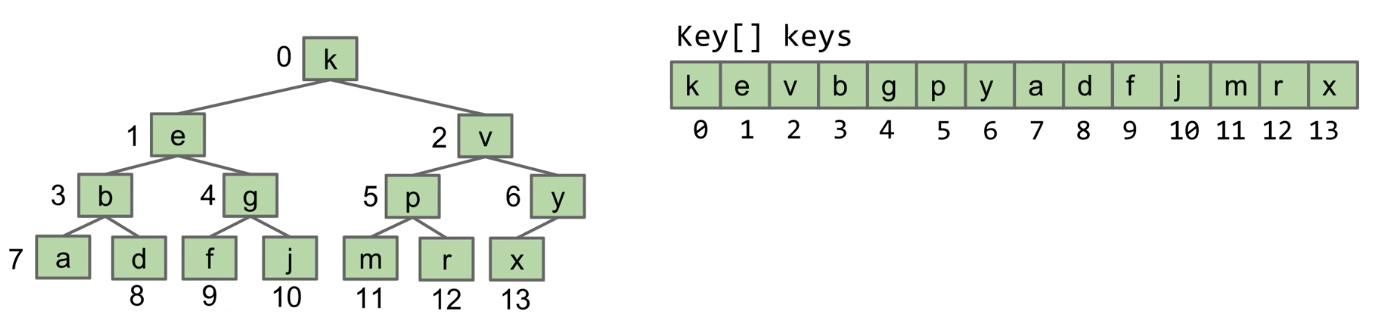 0 k
1 e 2 v
3 b 4 g 5 p 6 y
7 a d f j m r x
8 9 10 11 12 13
Key[] keys
k e v b g p y a d f j m r x
0 1 2 3 4 5 6 7 8 9 10 11 12 13